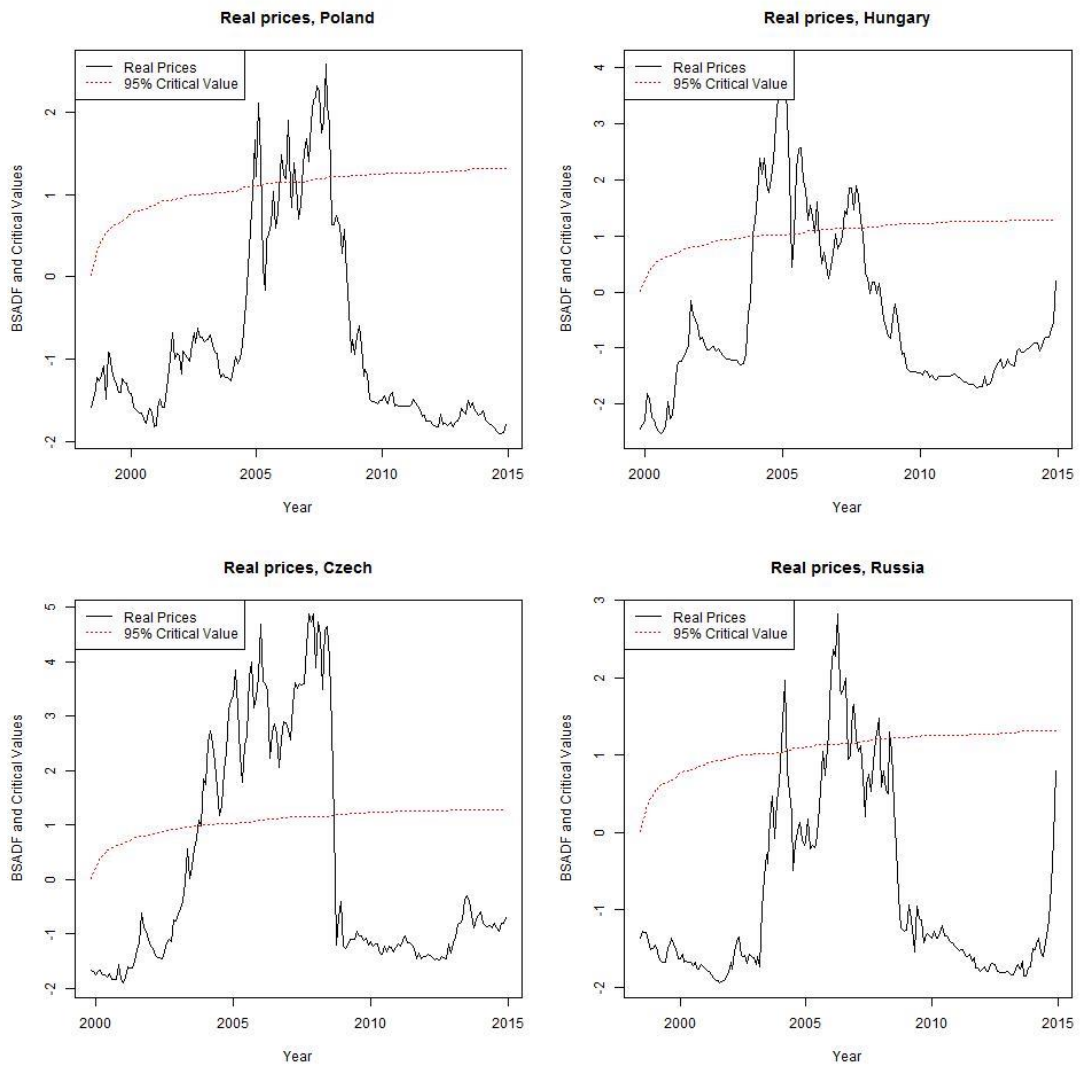 Real prices, Poland
Real Prices
95% Critical Value
BSADF and Critical Values
2
1
0
-1
-2
2000 2005 2010 2015
Year
Real prices, Hungary
Real Prices
95% Critical Value
BSADF and Critical Values
4
3
2
1
0
-1
-2
2000 2005 2010 2015
Year
Real prices, Czech
Real Prices
95% Critical Value
BSADF and Critical Values
5
4
3
2
1
0
-1
-2
2000 2005 2010 2015
Year
Real prices, Russia
Real Prices
95% Critical Value
BSADF and Critical Values
3
2
1
0
-1
-2
2000 2005 2010 2015
Year